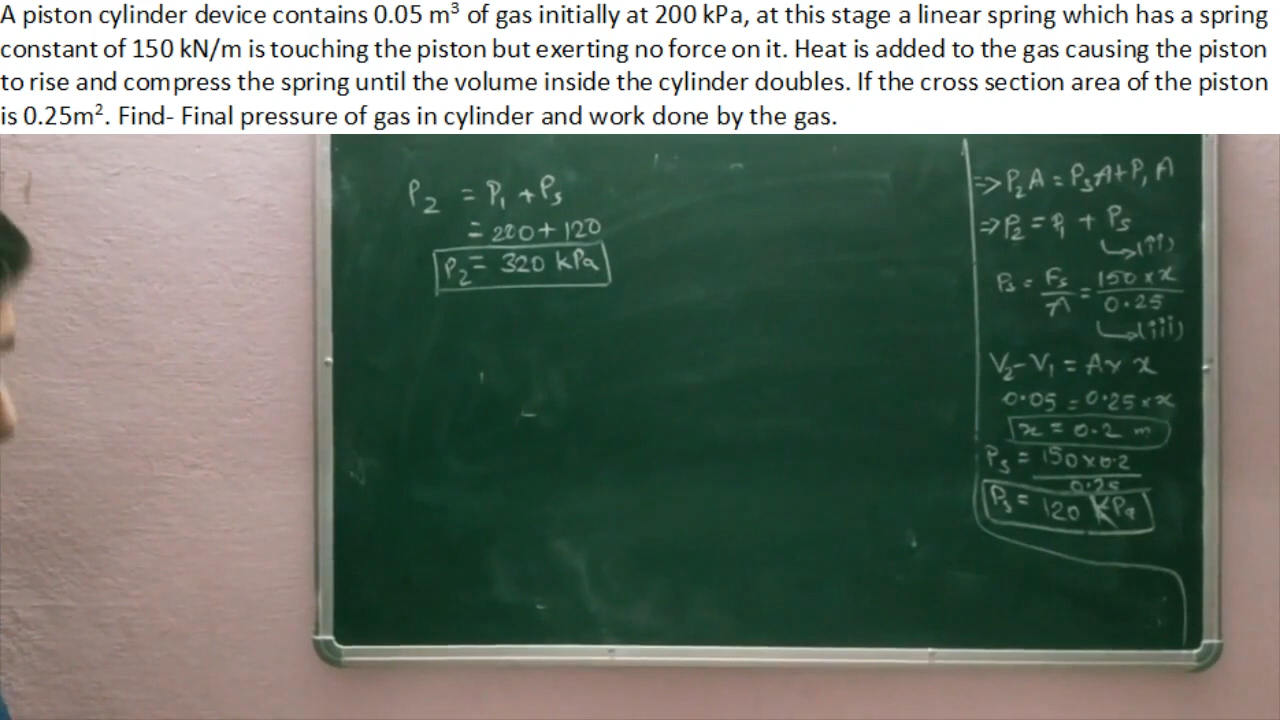 A piston cylinder device contains 0.05 m³ of gas initially at 200 kPa, at this stage a linear spring which has a spring
constant of 150 kN/m is touching the piston but exerting no force on it. Heat is added to the gas causing the piston
to rise and compress the spring until the volume inside the cylinder doubles. If the cross section area of the piston
is 0.25m². Find- Final pressure of gas in cylinder and work done by the gas.
P₂ = P₁ + Pₛ
= 200 + 120
P₂ = 320 kPa
=> P₂A = PₛA + P₁A
=> P₂ = P₁ + Pₛ
↳(ii)
Pₛ = Fₛ/A = 150 × x / 0.25
↳(iii)
V₂-V₁ = A × x
0.05 = 0.25 × x
x = 0.2 m
Pₛ = 150×0.2 / 0.25
Pₛ = 120 kPa